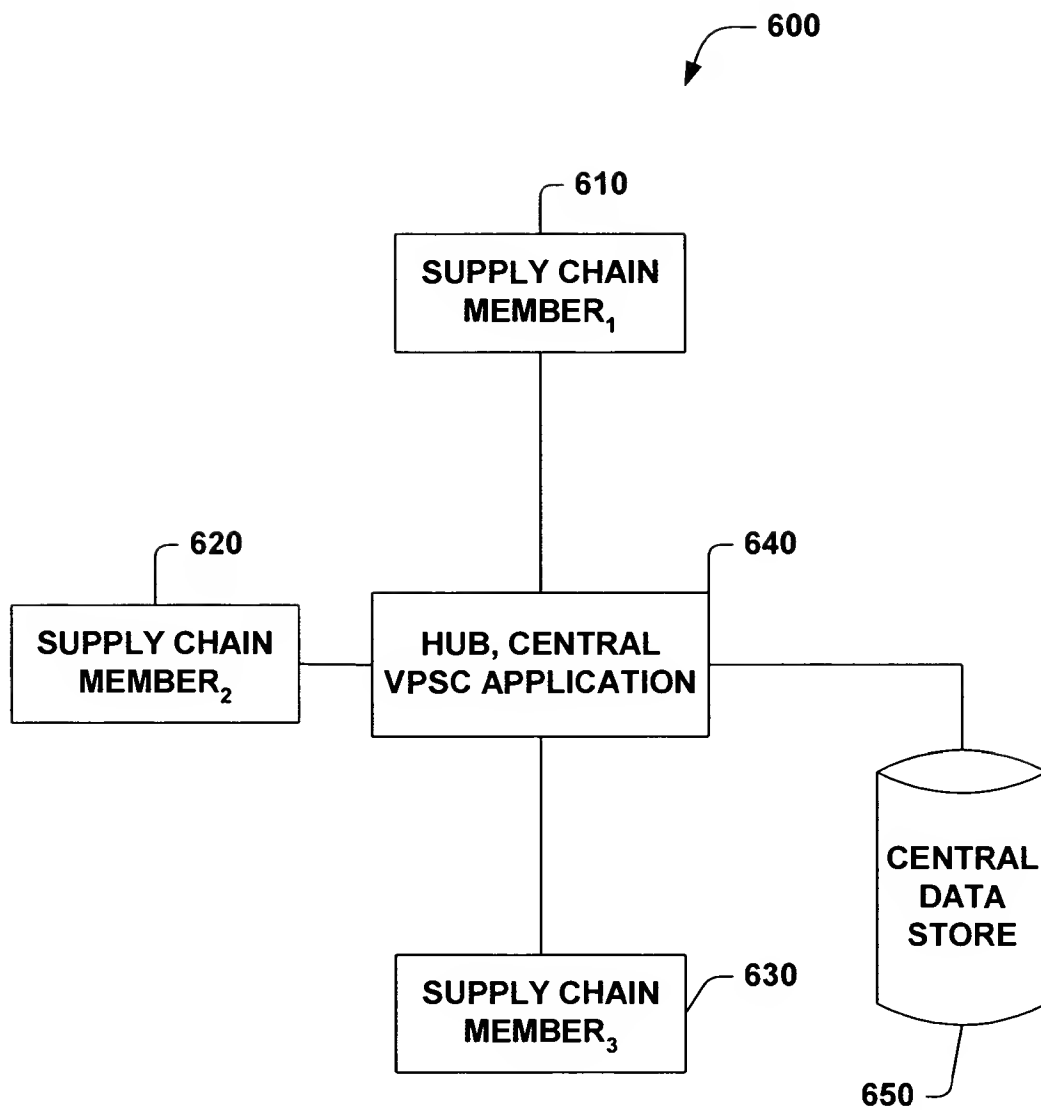 600
610
SUPPLY CHAIN
MEMBER₁
620
640
SUPPLY CHAIN
MEMBER₂
HUB, CENTRAL
VPSC APPLICATION
CENTRAL
DATA
STORE
630
SUPPLY CHAIN
MEMBER₃
650